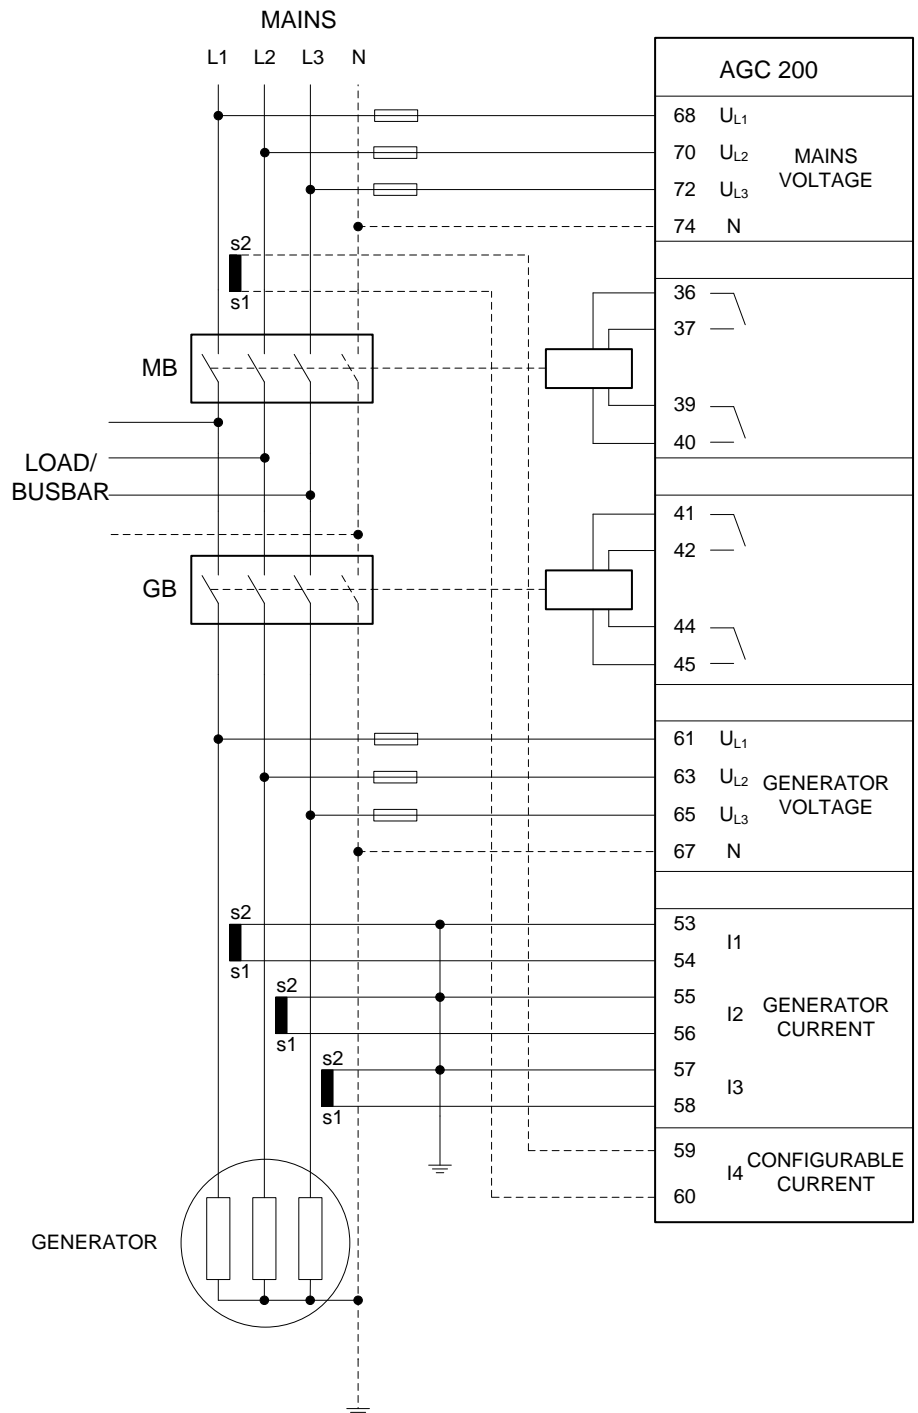 MAINS
L1 L2 L3 N
AGC 200
68 UL1
70 UL2
72 UL3
74 N
MAINS
VOLTAGE
s2
s1
36
37
39
40
MB
LOAD/
BUSBAR
41
42
44
45
GB
61 UL1
63 UL2
65 UL3
67 N
GENERATOR
VOLTAGE
s2
s1
s2
s1
s2
s1
53
54
I1
55
56
I2
57
58
I3
GENERATOR
CURRENT
59
60
I4
CONFIGURABLE
CURRENT
GENERATOR